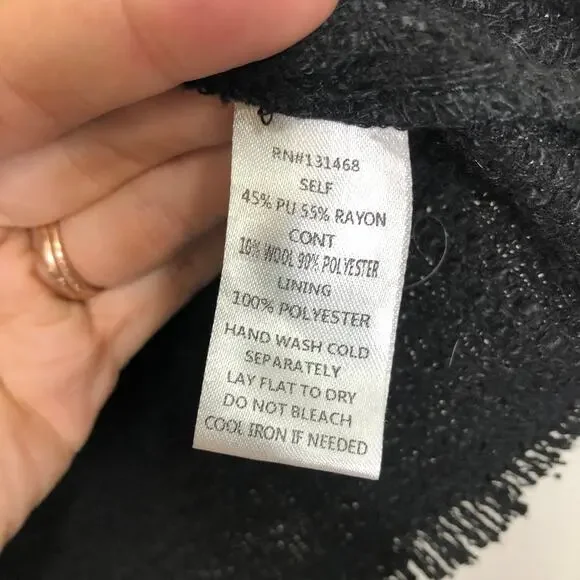 RN#131468
SELF
45% PU 55% RAYON
CONT
10% WOOL 90% POLYESTER
LINING
100% POLYESTER
HAND WASH COLD
SEPARATELY
LAY FLAT TO DRY
DO NOT BLEACH
COOL IRON IF NEEDED